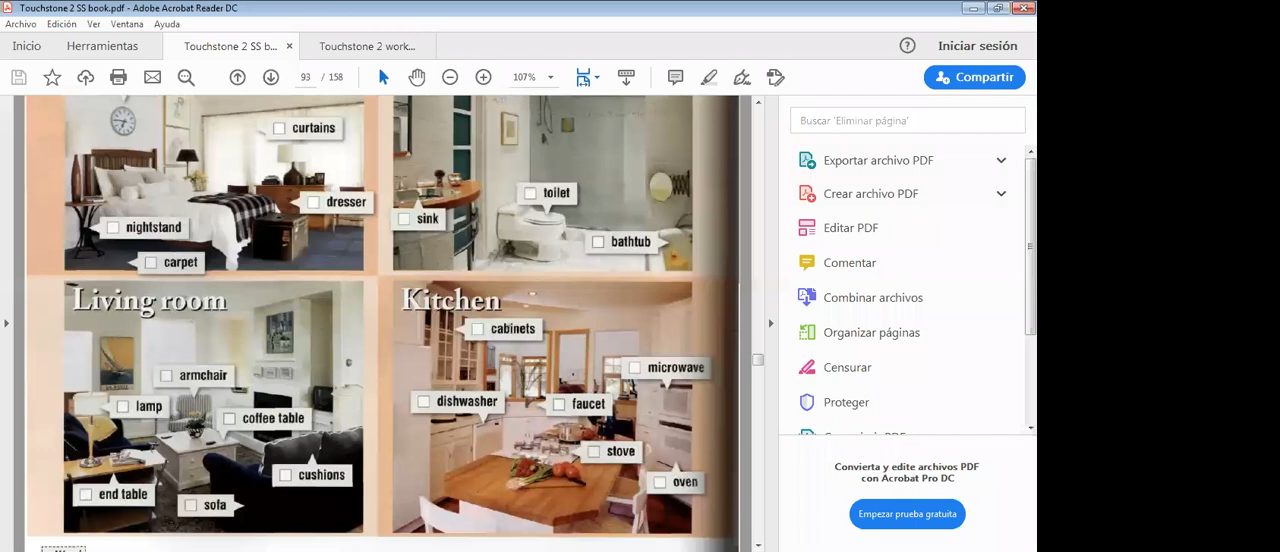 Touchstone 2 SS book.pdf - Adobe Acrobat Reader DC
Archivo Edición Ver Ventana Ayuda
Inicio Herramientas Touchstone 2 SS b... × Touchstone 2 work... Iniciar sesión
93 / 158 107% Compartir
curtains
dresser
nightstand
carpet
toilet
sink
bathtub
Living room
armchair
lamp
coffee table
cushions
end table
sofa
Kitchen
cabinets
microwave
dishwasher
faucet
stove
oven
Buscar 'Eliminar página'
Exportar archivo PDF
Crear archivo PDF
Editar PDF
Comentar
Combinar archivos
Organizar páginas
Censurar
Proteger
Convierta y edite archivos PDF
con Acrobat Pro DC
Empezar prueba gratuita